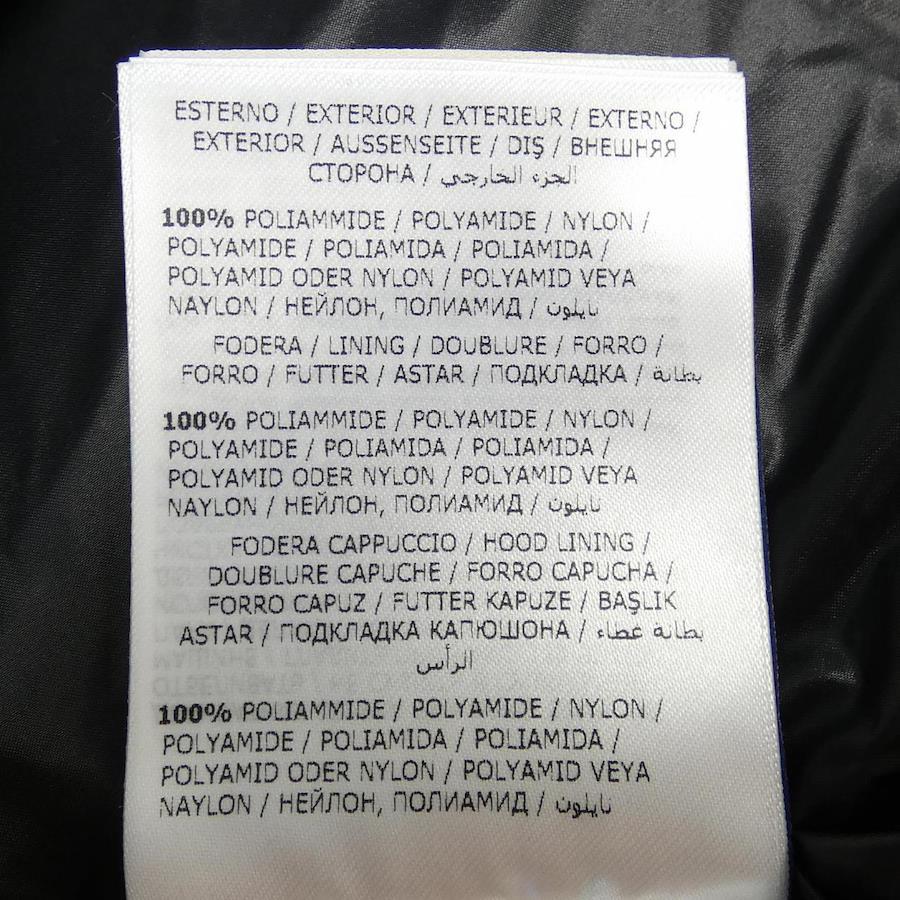 ESTERNO / EXTERIOR / EXTERIEUR / EXTERNO /
EXTERIOR / AUSSENSEITE / DIŞ / ВНЕШНЯЯ
СТОРОНА / الجزء الخارجي
100% POLIAMMIDE / POLYAMIDE / NYLON /
POLYAMIDE / POLIAMIDA / POLIAMIDA /
POLYAMID ODER NYLON / POLYAMID VEYA
NAYLON / НЕЙЛОН, ПОЛИАМИД / نايلون
FODERA / LINING / DOUBLURE / FORRO /
FORRO / FUTTER / ASTAR / ПОДКЛАДКА / بطانة
100% POLIAMMIDE / POLYAMIDE / NYLON /
POLYAMIDE / POLIAMIDA / POLIAMIDA /
POLYAMID ODER NYLON / POLYAMID VEYA
NAYLON / НЕЙЛОН, ПОЛИАМИД / نايلون
FODERA CAPPUCCIO / HOOD LINING /
DOUBLURE CAPUCHE / FORRO CAPUCHA /
FORRO CAPUZ / FUTTER KAPUZE / BAŞLIK
ASTAR / ПОДКЛАДКА КАПЮШОНА / بطانة غطاء
الرأس
100% POLIAMMIDE / POLYAMIDE / NYLON /
POLYAMIDE / POLIAMIDA / POLIAMIDA /
POLYAMID ODER NYLON / POLYAMID VEYA
NAYLON / НЕЙЛОН, ПОЛИАМИД / نايلون